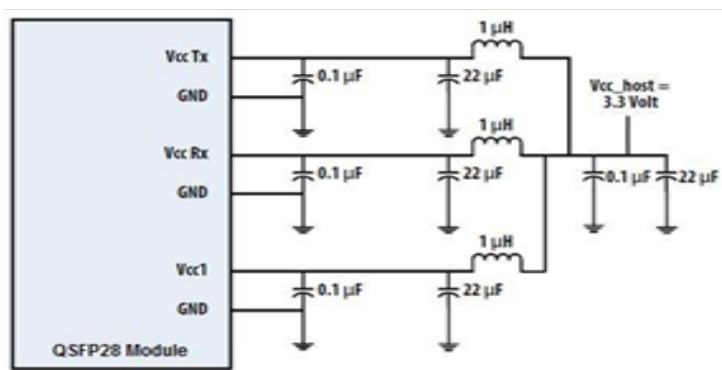 1 µH
Vcc Tx
0.1 µF
22 µF
GND
Vcc_host =
3.3 Volt
1 µH
Vcc Rx
0.1 µF
22 µF
0.1 µF
22 µF
GND
1 µH
Vcc1
0.1 µF
22 µF
GND
QSFP28 Module